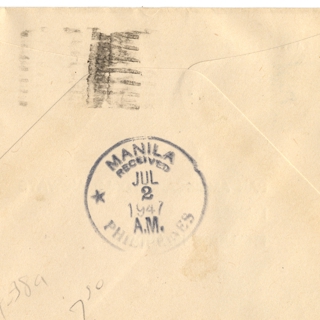 MANILA
RECEIVED
JUL
2
1947
A.M.
PHILIPPINES